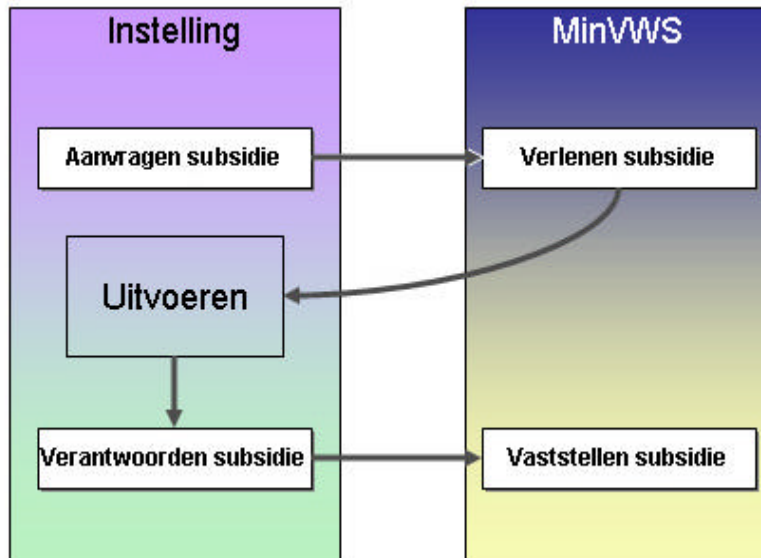 Instelling
MinVWS
Aanvragen subsidie
Verlenen subsidie
Uitvoeren
Verantwoorden subsidie
Vaststellen subsidie